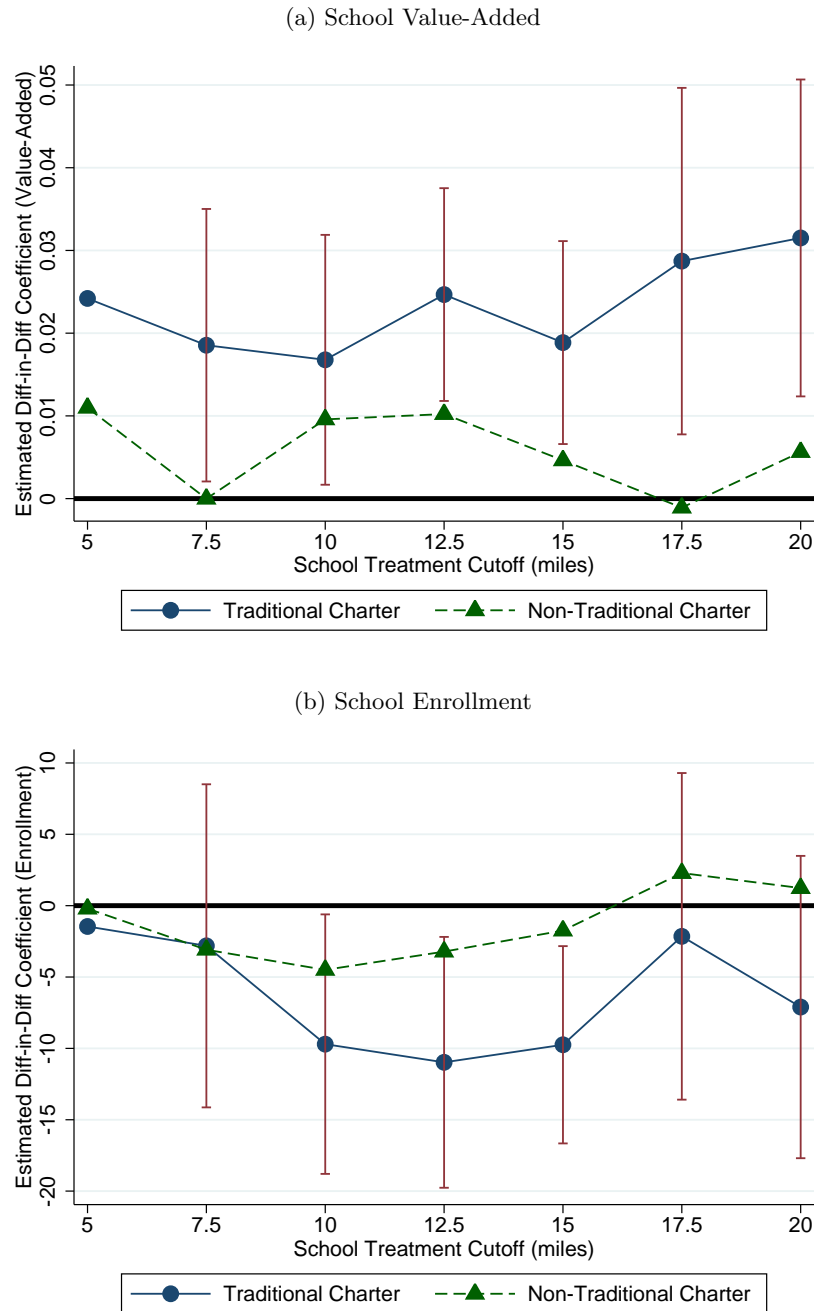 (a) School Value-Added
Estimated Diff-in-Diff Coefficient (Value-Added)
0.05
0.04
0.03
0.02
0.01
0
5 7.5 10 12.5 15 17.5 20
School Treatment Cutoff (miles)
Traditional Charter Non-Traditional Charter
(b) School Enrollment
Estimated Diff-in-Diff Coefficient (Enrollment)
10
5
0
-5
-10
-15
-20
5 7.5 10 12.5 15 17.5 20
School Treatment Cutoff (miles)
Traditional Charter Non-Traditional Charter